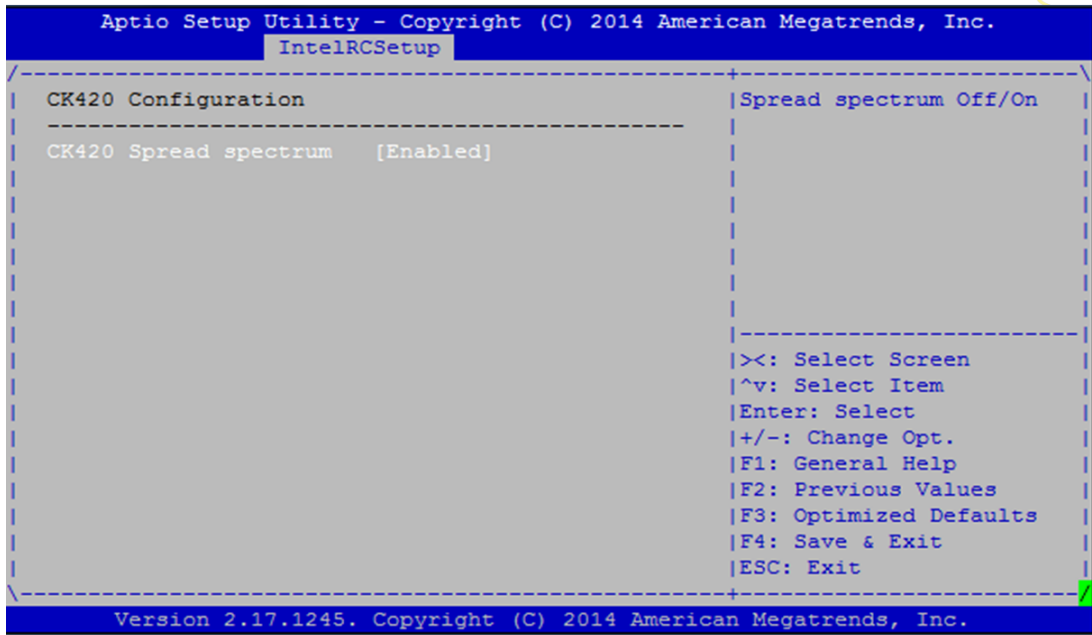 Aptio Setup Utility - Copyright (C) 2014 American Megatrends, Inc.
IntelRCSetup
/----------------------------------------------------+-------------------------\
CK420 Configuration
-----------------------------------------------
CK420 Spread spectrum [Enabled]
|Spread spectrum Off/On
|-------------------------|
|><: Select Screen
|^v: Select Item
|Enter: Select
|+/-: Change Opt.
|F1: General Help
|F2: Previous Values
|F3: Optimized Defaults
|F4: Save & Exit
|ESC: Exit
\----------------------------------------------------+-------------------------/
Version 2.17.1245. Copyright (C) 2014 American Megatrends, Inc.